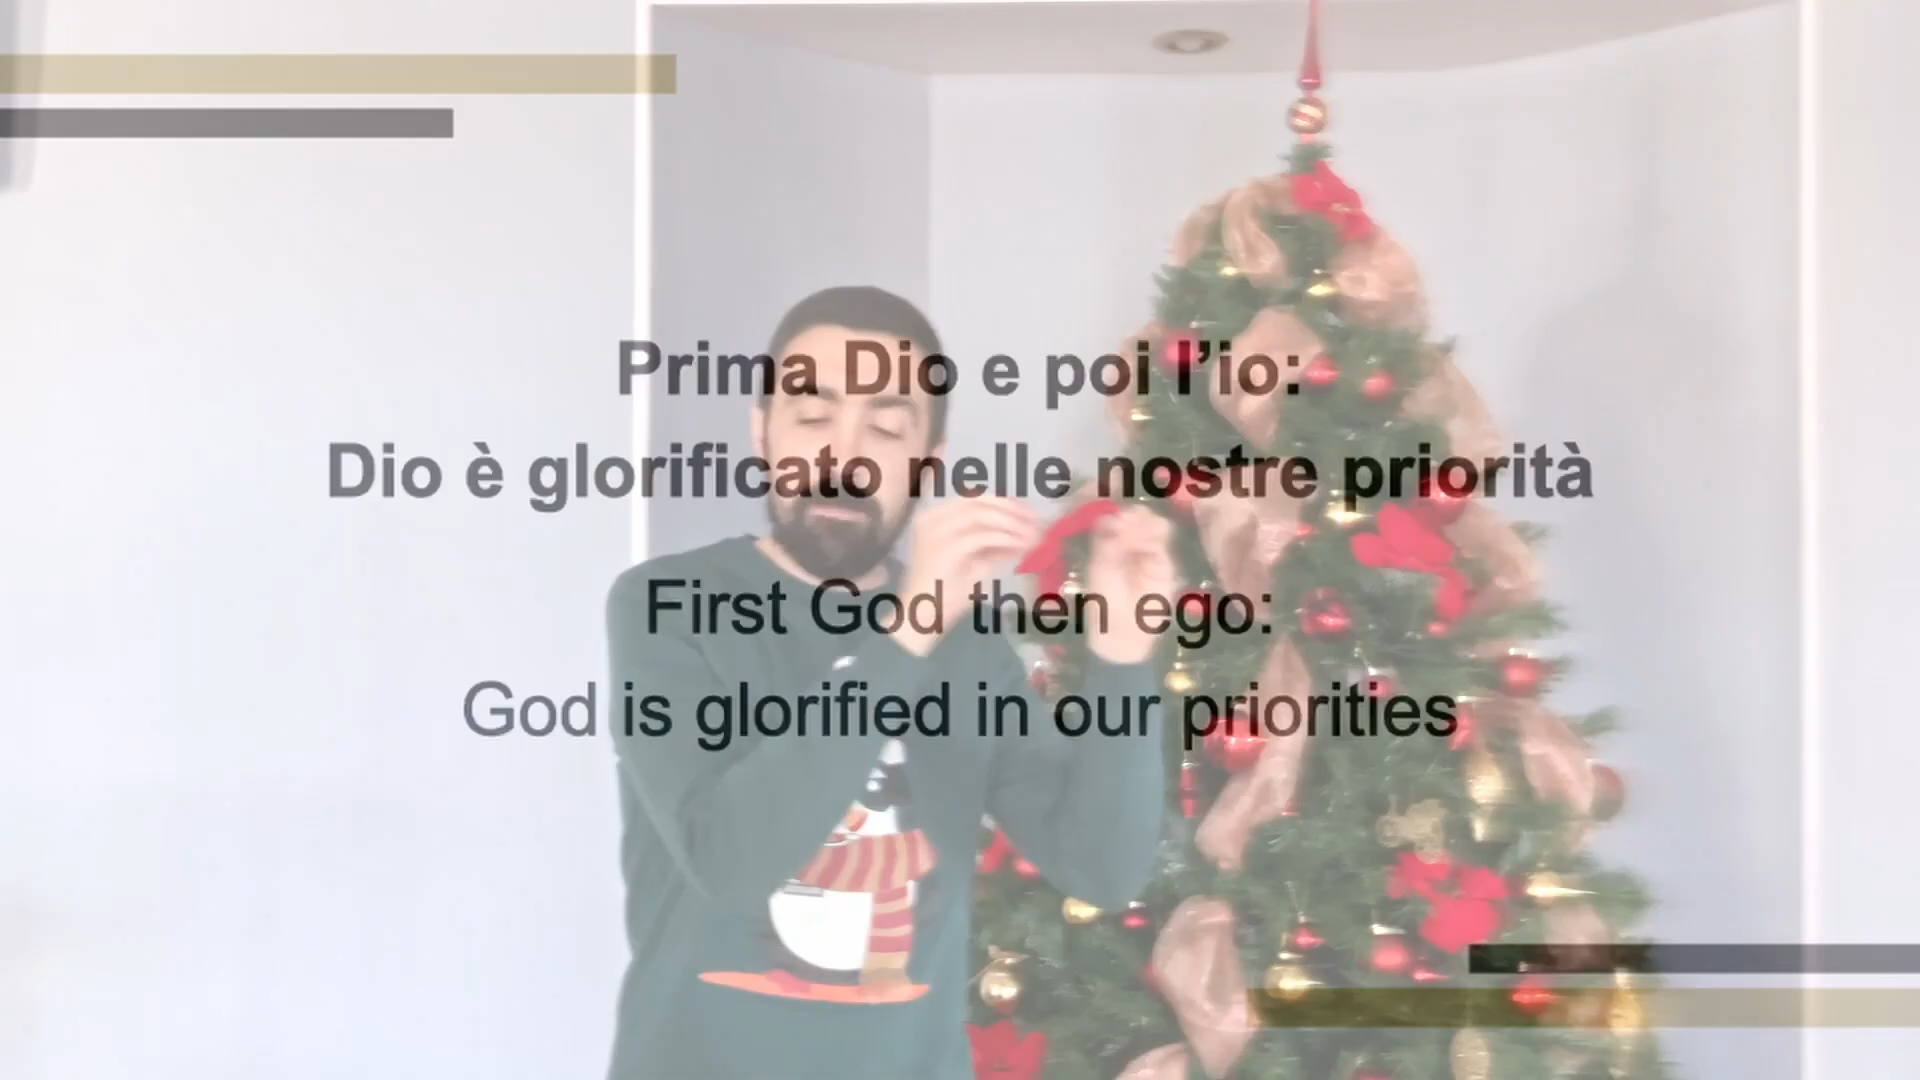 Prima Dio e poi l’io:
Dio è glorificato nelle nostre priorità
First God then ego:
God is glorified in our priorities